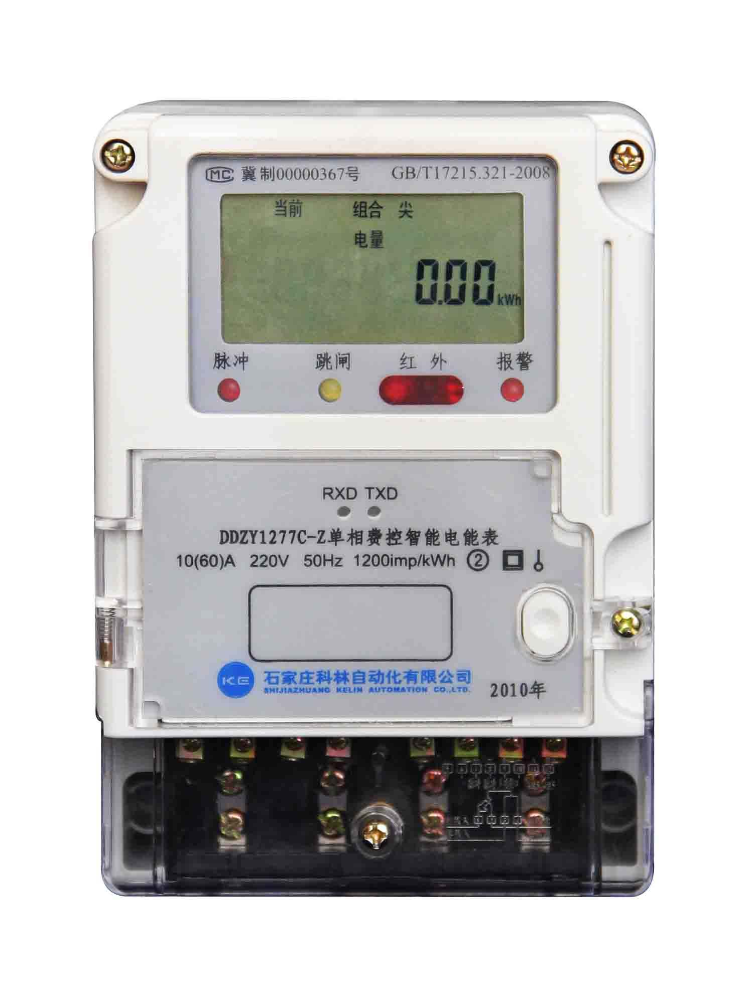 MC 冀制00000367号 GB/T17215.321-2008
当前 组合 尖
电量
0.00 kWh
脉冲 跳闸 红外 报警
RXD TXD
DDZY1277C-Z单相费控智能电能表
10(60)A 220V 50Hz 1200imp/kWh ②
KE 石家庄科林自动化有限公司
SHIJIAZHUANG KELIN AUTOMATION CO.,LTD.
2010年